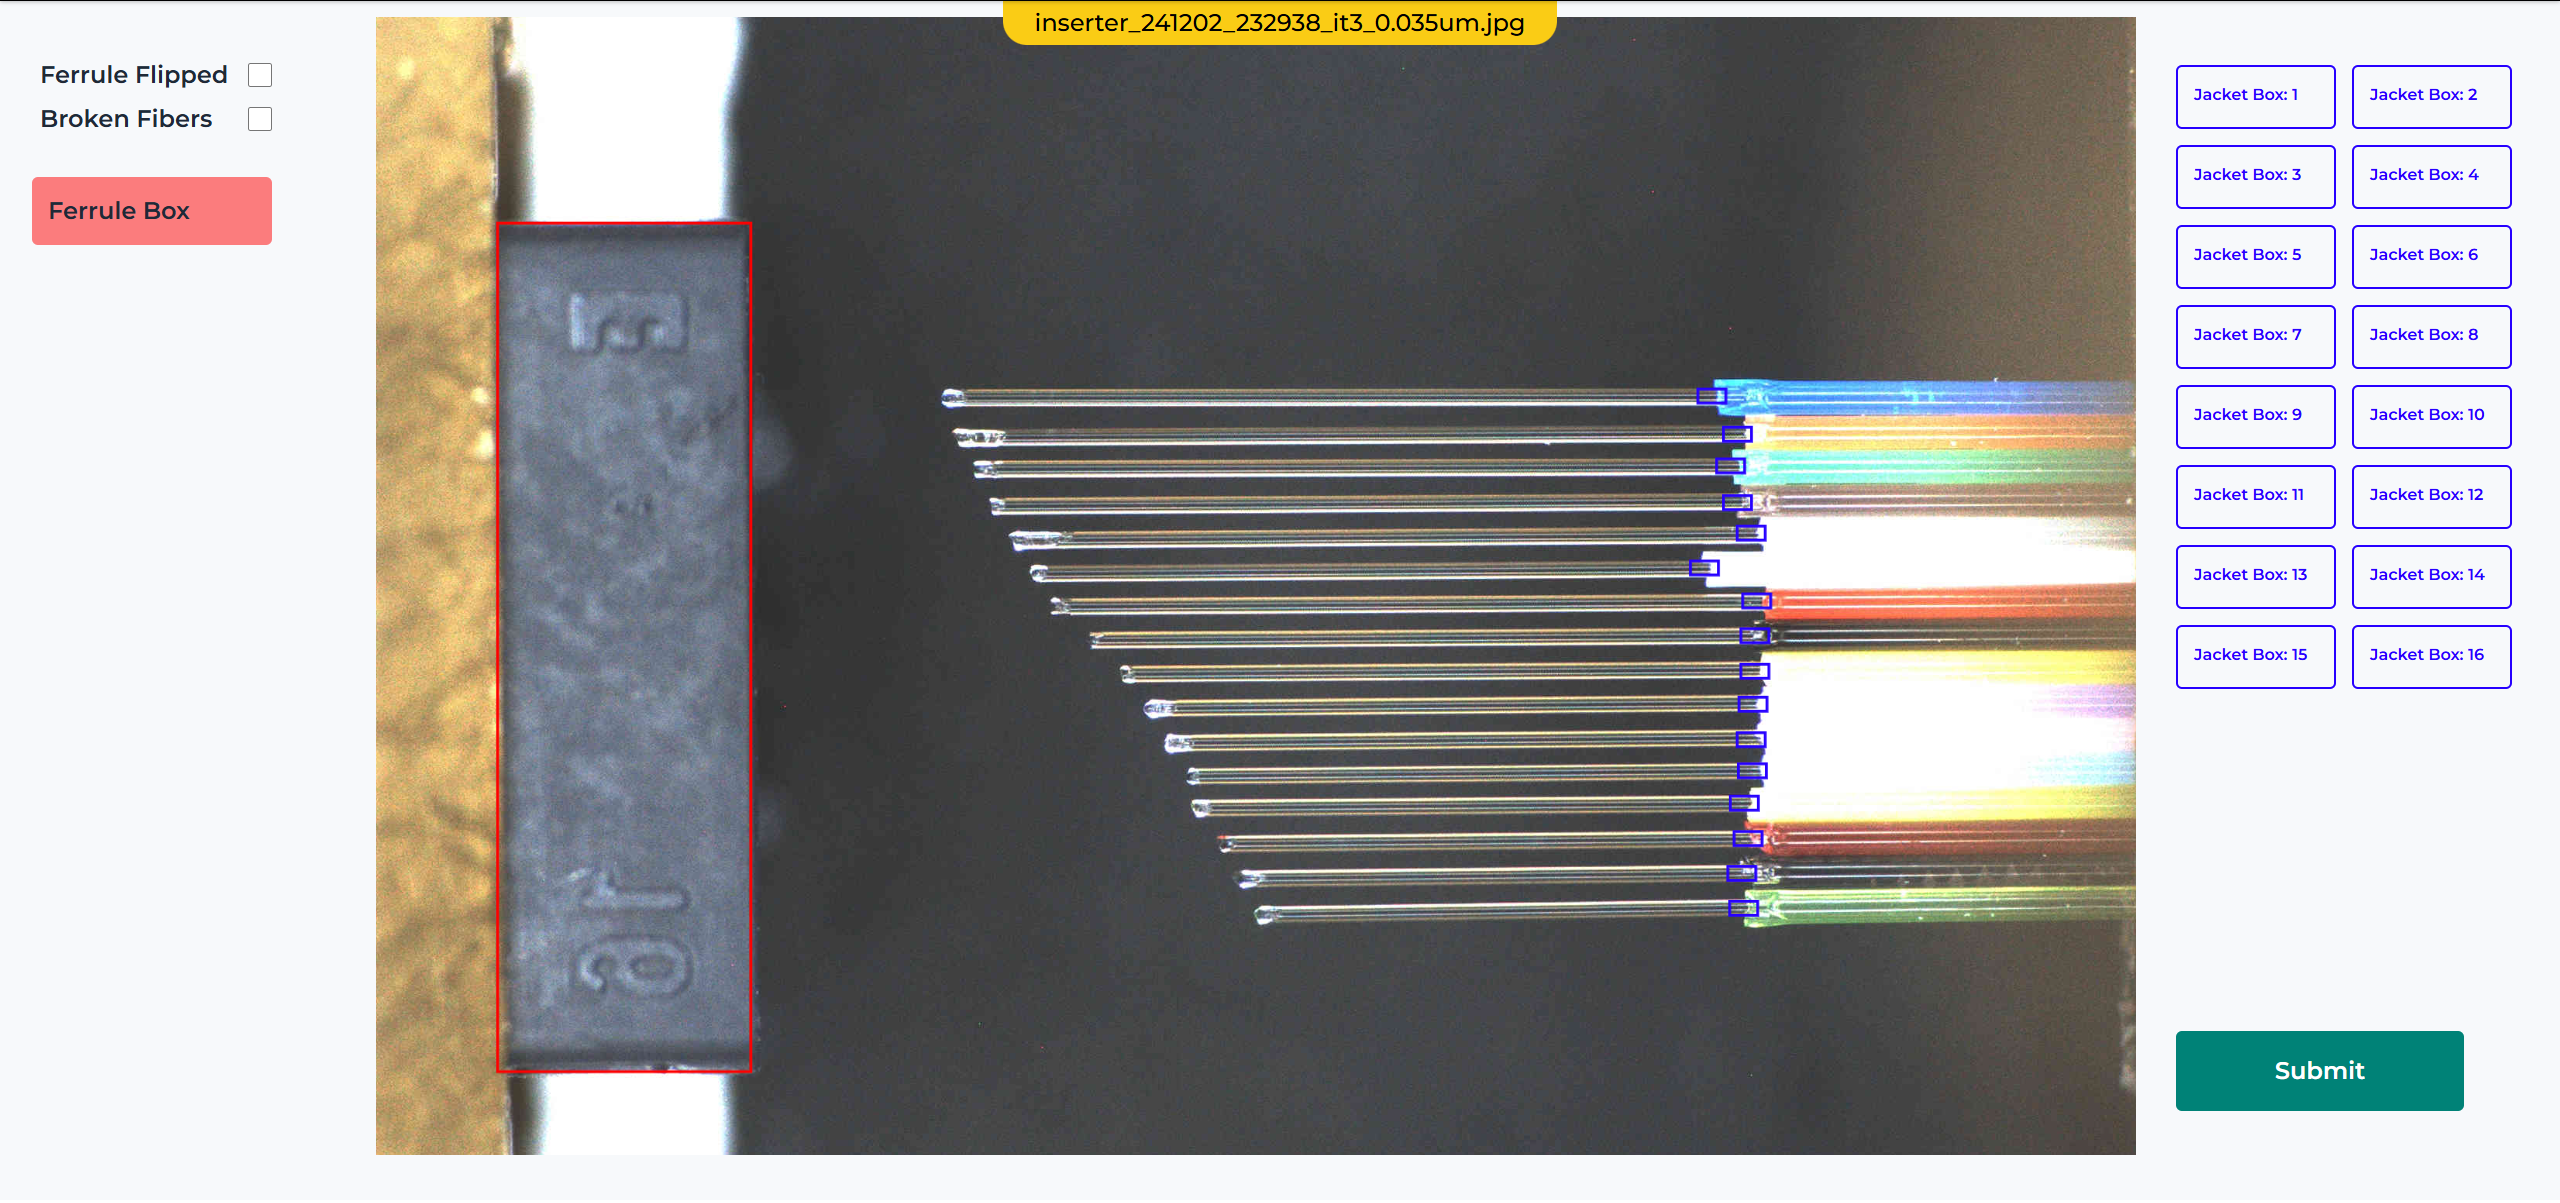 inserter_241202_232938_it3_0.035um.jpg
Ferrule Flipped
Broken Fibers
Ferrule Box
E
16
Jacket Box: 1
Jacket Box: 2
Jacket Box: 3
Jacket Box: 4
Jacket Box: 5
Jacket Box: 6
Jacket Box: 7
Jacket Box: 8
Jacket Box: 9
Jacket Box: 10
Jacket Box: 11
Jacket Box: 12
Jacket Box: 13
Jacket Box: 14
Jacket Box: 15
Jacket Box: 16
Submit